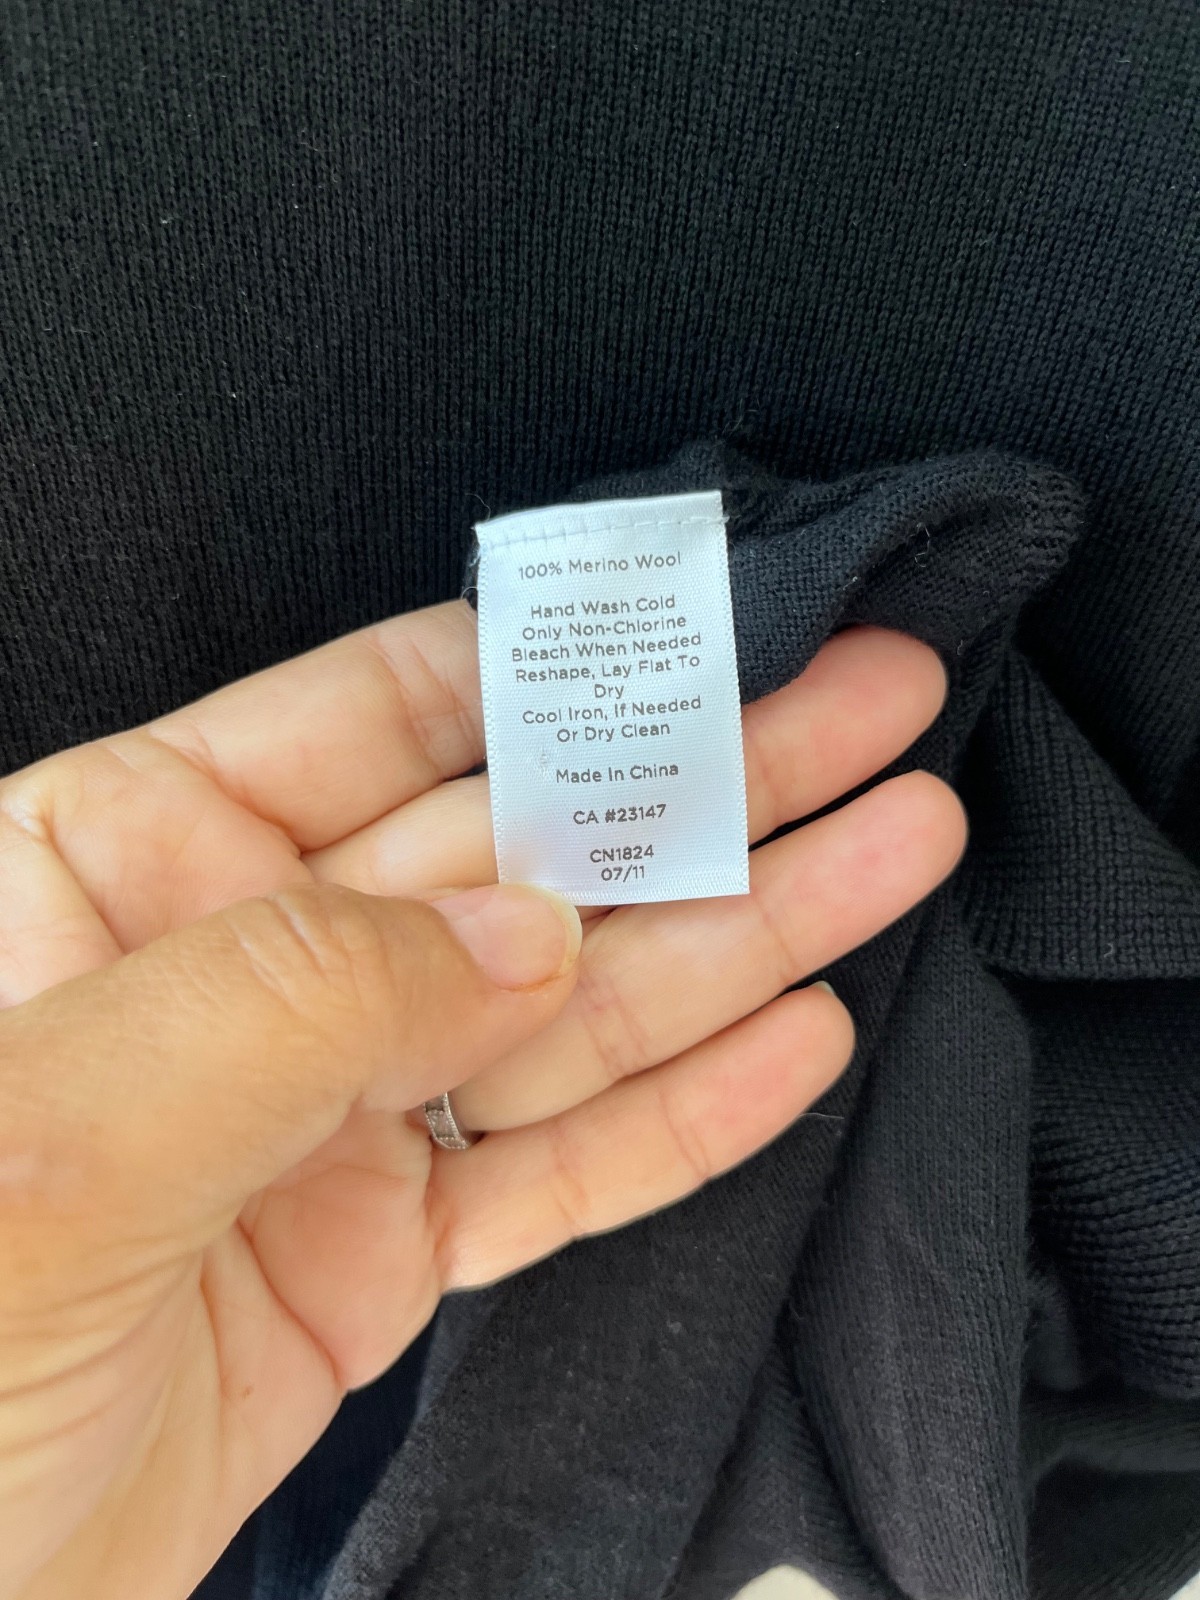 100% Merino Wool
Hand Wash Cold
Only Non-Chlorine
Bleach When Needed
Reshape, Lay Flat To
Dry
Cool Iron, If Needed
Or Dry Clean
Made In China
CA #23147
CN1824
07/11